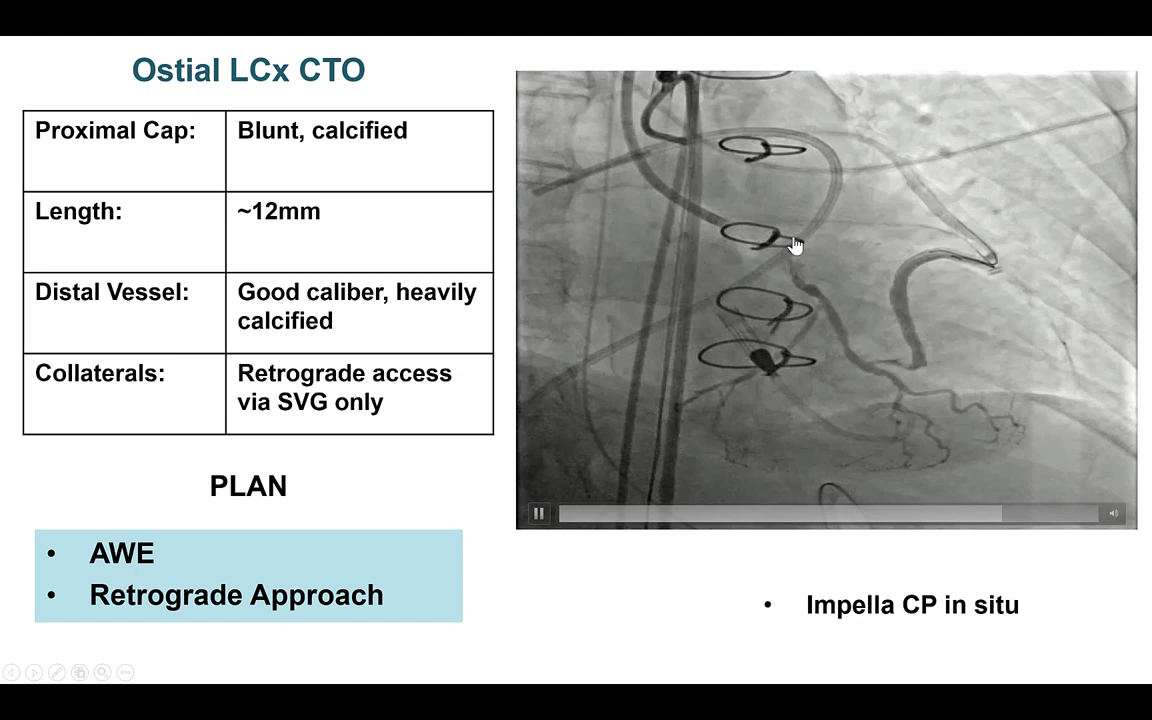 Ostial LCx CTO
Proximal Cap: Blunt, calcified
Length: ~12mm
Distal Vessel: Good caliber, heavily
calcified
Collaterals: Retrograde access
via SVG only
PLAN
• AWE
• Retrograde Approach
• Impella CP in situ